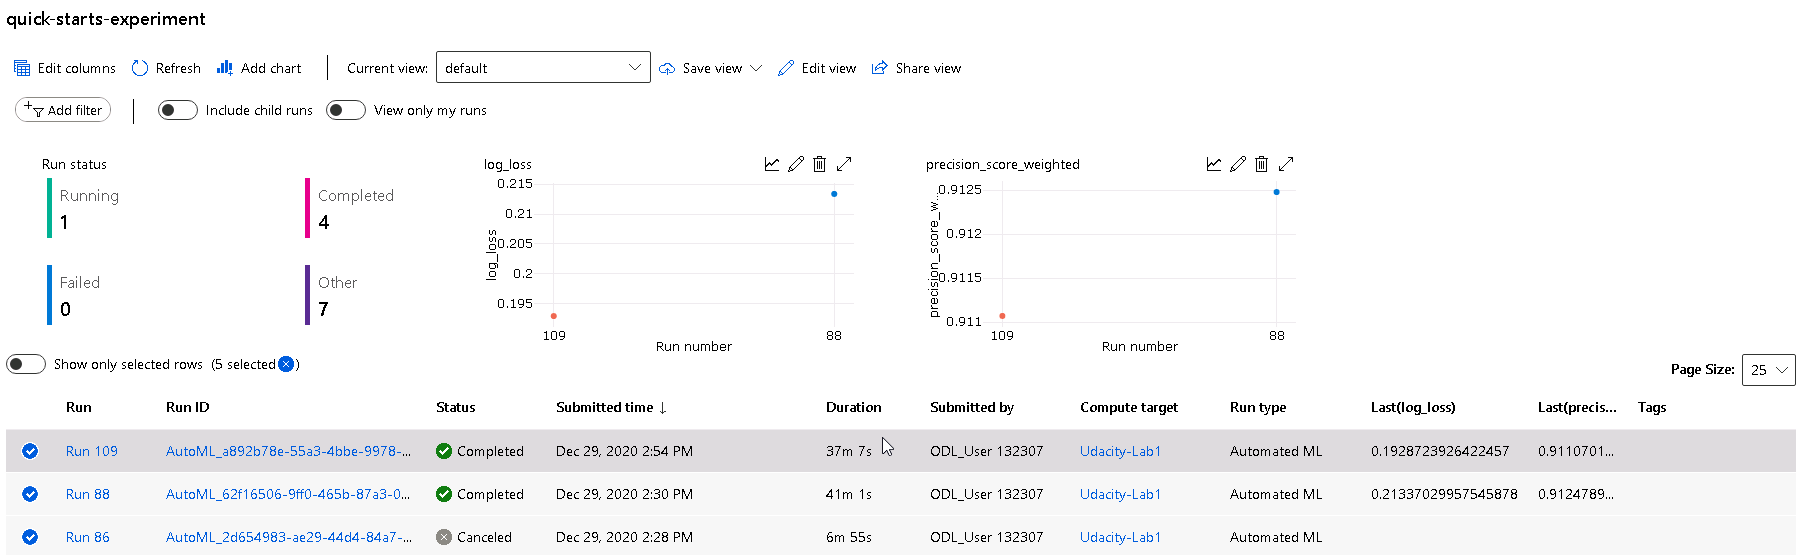 quick-starts-experiment
Edit columns Refresh Add chart Current view: default Save view Edit view Share view
Add filter Include child runs View only my runs
Run status
Running
1
Completed
4
Failed
0
Other
7
log_loss
0.215
0.21
0.205
0.2
0.195
log_loss
109 88
Run number
precision_score_weighted
0.9125
0.912
0.9115
0.911
precision_score_w...
109 88
Run number
Show only selected rows (5 selected)
Page Size: 25
Run Run ID Status Submitted time ↓ Duration Submitted by Compute target Run type Last(log_loss) Last(precis... Tags
Run 109 AutoML_a892b78e-55a3-4bbe-9978-... Completed Dec 29, 2020 2:54 PM 37m 7s ODL_User 132307 Udacity-Lab1 Automated ML 0.1928723926422457 0.9110701...
Run 88 AutoML_62f16506-9ff0-465b-87a3-0... Completed Dec 29, 2020 2:30 PM 41m 1s ODL_User 132307 Udacity-Lab1 Automated ML 0.21337029957545878 0.9124789...
Run 86 AutoML_2d654983-ae29-44d4-84a7-... Canceled Dec 29, 2020 2:28 PM 6m 55s ODL_User 132307 Udacity-Lab1 Automated ML